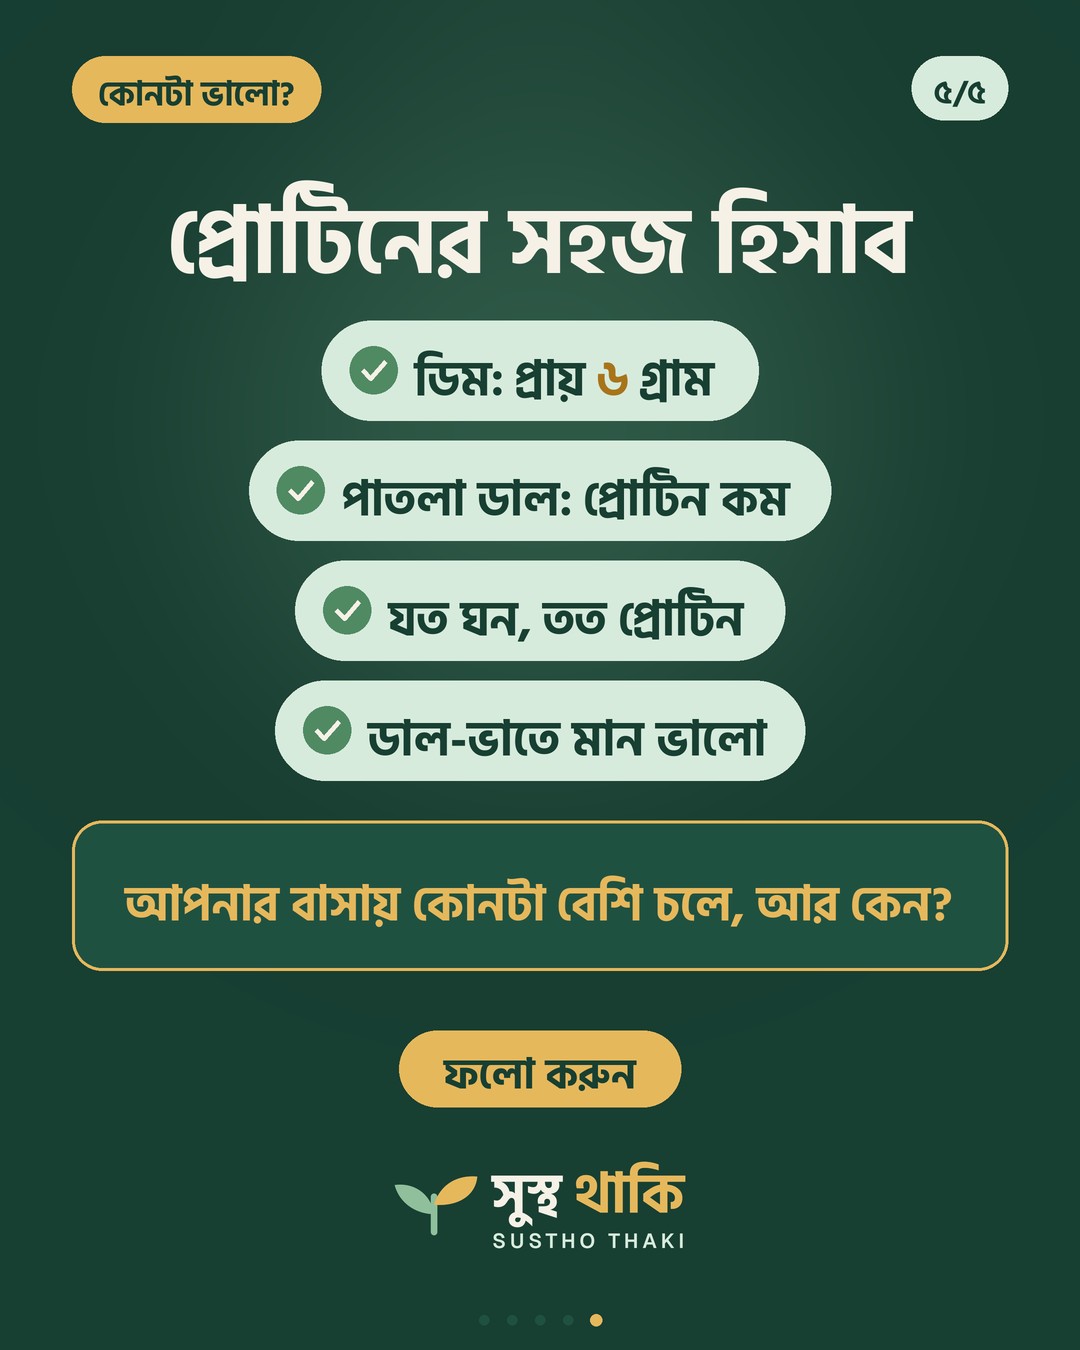 কোনটা ভালো?
৫/৫
প্রোটিনের সহজ হিসাব
ডিম: প্রায় ৬ গ্রাম
পাতলা ডাল: প্রোটিন কম
যত ঘন, তত প্রোটিন
ডাল-ভাতে মান ভালো
আপনার বাসায় কোনটা বেশি চলে, আর কেন?
ফলো করুন
সুস্থ থাকি
SUSTHO THAKI